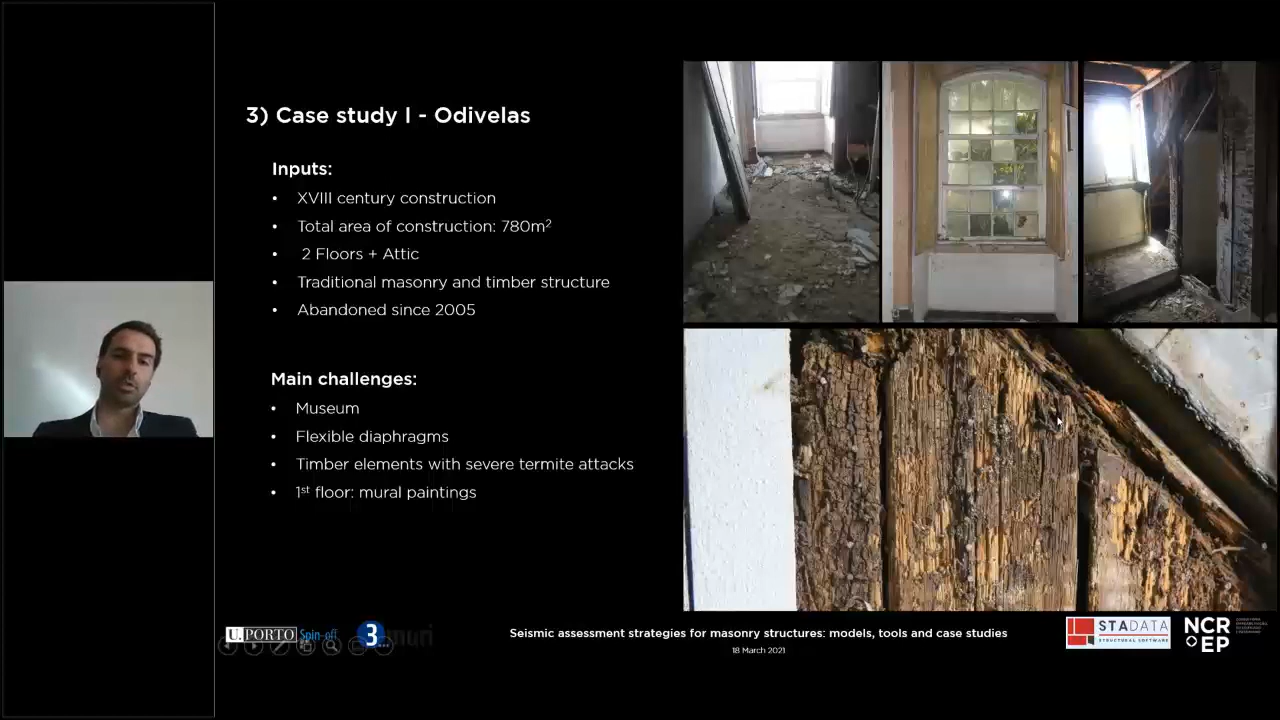 3) Case study I - Odivelas
Inputs:
• XVIII century construction
• Total area of construction: 780m²
• 2 Floors + Attic
• Traditional masonry and timber structure
• Abandoned since 2005
Main challenges:
• Museum
• Flexible diaphragms
• Timber elements with severe termite attacks
• 1st floor: mural paintings
U.PORTO Spin-off
3muri
Seismic assessment strategies for masonry structures: models, tools and case studies
18 March 2021
STADATA
STRUCTURAL SOFTWARE
NCR
EP